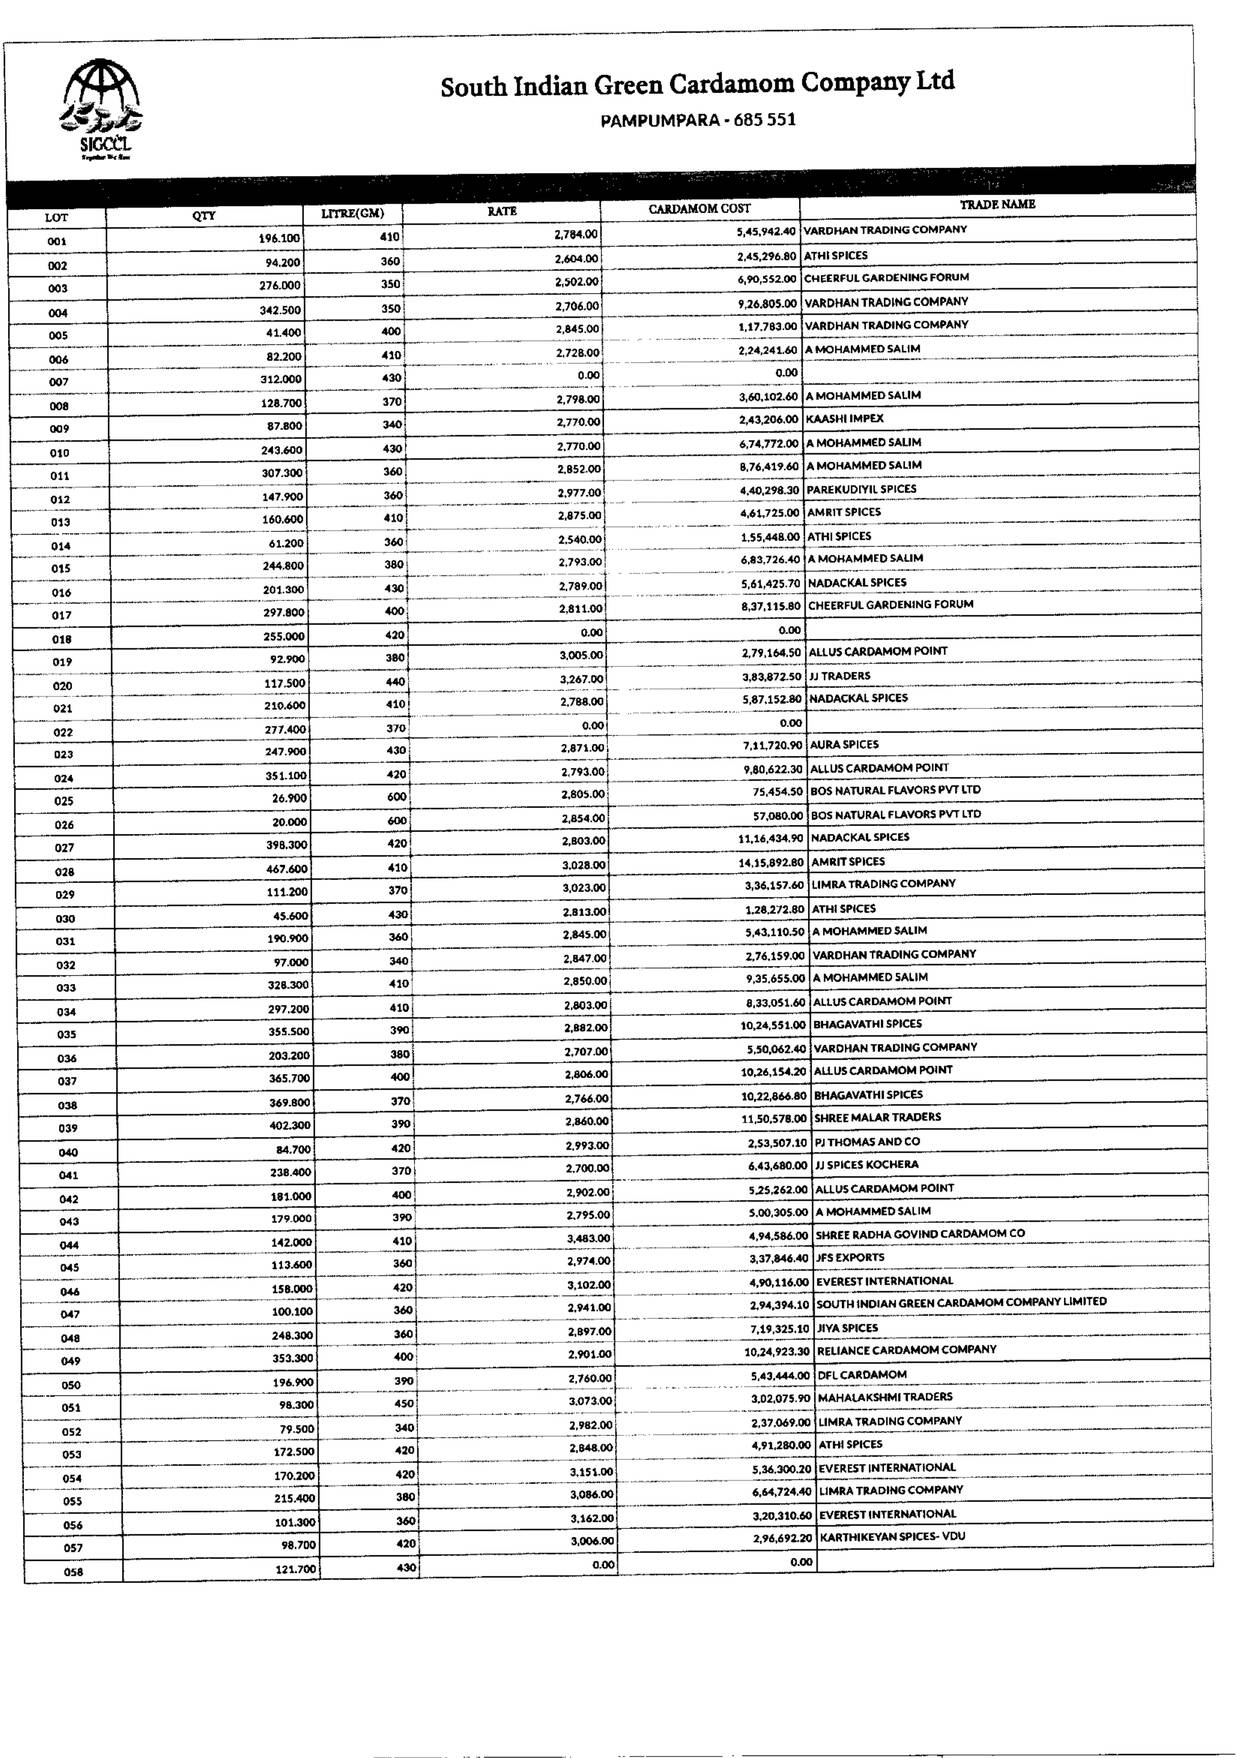 South Indian Green Cardamom Company Ltd
PAMPUMPARA - 685 551
SIGCCL
LOT QTY LITRE(GM) RATE CARDAMOM COST TRADE NAME
001 196.100 410 2,784.00 5,45,942.40 VARDHAN TRADING COMPANY
002 94.200 360 2,604.00 2,45,296.80 ATHI SPICES
003 276.000 350 2,502.00 6,90,552.00 CHEERFUL GARDENING FORUM
004 342.500 350 2,706.00 9,26,805.00 VARDHAN TRADING COMPANY
005 41.400 400 2,845.00 1,17,783.00 VARDHAN TRADING COMPANY
006 82.200 410 2,728.00 2,24,241.60 A MOHAMMED SALIM
007 312.000 430 0.00 0.00
008 128.700 370 2,798.00 3,60,102.60 A MOHAMMED SALIM
009 87.800 340 2,770.00 2,43,206.00 KAASHI IMPEX
010 243.600 430 2,770.00 6,74,772.00 A MOHAMMED SALIM
011 307.300 360 2,852.00 8,76,419.60 A MOHAMMED SALIM
012 147.900 360 2,977.00 4,40,298.30 PAREKUDIYIL SPICES
013 160.600 410 2,875.00 4,61,725.00 AMRIT SPICES
014 61.200 360 2,540.00 1,55,448.00 ATHI SPICES
015 244.800 380 2,793.00 6,83,726.40 A MOHAMMED SALIM
016 201.300 430 2,789.00 5,61,425.70 NADACKAL SPICES
017 297.800 400 2,811.00 8,37,115.80 CHEERFUL GARDENING FORUM
018 255.000 420 0.00 0.00
019 92.900 380 3,005.00 2,79,164.50 ALLUS CARDAMOM POINT
020 117.500 440 3,267.00 3,83,872.50 JJ TRADERS
021 210.600 410 2,788.00 5,87,152.80 NADACKAL SPICES
022 277.400 370 0.00 0.00
023 247.900 430 2,871.00 7,11,720.90 AURA SPICES
024 351.100 420 2,793.00 9,80,622.30 ALLUS CARDAMOM POINT
025 26.900 600 2,805.00 75,454.50 BOS NATURAL FLAVORS PVT LTD
026 20.000 600 2,854.00 57,080.00 BOS NATURAL FLAVORS PVT LTD
027 398.300 420 2,803.00 11,16,434.90 NADACKAL SPICES
028 467.600 410 3,028.00 14,15,892.80 AMRIT SPICES
029 111.200 370 3,023.00 3,36,157.60 LIMRA TRADING COMPANY
030 45.600 430 2,813.00 1,28,272.80 ATHI SPICES
031 190.900 360 2,845.00 5,43,110.50 A MOHAMMED SALIM
032 97.000 340 2,847.00 2,76,159.00 VARDHAN TRADING COMPANY
033 328.300 410 2,850.00 9,35,655.00 A MOHAMMED SALIM
034 297.200 410 2,803.00 8,33,051.60 ALLUS CARDAMOM POINT
035 355.500 390 2,882.00 10,24,551.00 BHAGAVATHI SPICES
036 203.200 380 2,707.00 5,50,062.40 VARDHAN TRADING COMPANY
037 365.700 400 2,806.00 10,26,154.20 ALLUS CARDAMOM POINT
038 369.800 370 2,766.00 10,22,866.80 BHAGAVATHI SPICES
039 402.300 390 2,860.00 11,50,578.00 SHREE MALAR TRADERS
040 84.700 420 2,993.00 2,53,507.10 PJ THOMAS AND CO
041 238.400 370 2,700.00 6,43,680.00 JJ SPICES KOCHERA
042 181.000 400 2,902.00 5,25,262.00 ALLUS CARDAMOM POINT
043 179.000 390 2,795.00 5,00,305.00 A MOHAMMED SALIM
044 142.000 410 3,483.00 4,94,586.00 SHREE RADHA GOVIND CARDAMOM CO
045 113.600 360 2,974.00 3,37,846.40 JFS EXPORTS
046 158.000 420 3,102.00 4,90,116.00 EVEREST INTERNATIONAL
047 100.100 360 2,941.00 2,94,394.10 SOUTH INDIAN GREEN CARDAMOM COMPANY LIMITED
048 248.300 360 2,897.00 7,19,325.10 JIYA SPICES
049 353.300 400 2,901.00 10,24,923.30 RELIANCE CARDAMOM COMPANY
050 196.900 390 2,760.00 5,43,444.00 DFL CARDAMOM
051 98.300 450 3,073.00 3,02,075.90 MAHALAKSHMI TRADERS
052 79.500 340 2,982.00 2,37,069.00 LIMRA TRADING COMPANY
053 172.500 420 2,848.00 4,91,280.00 ATHI SPICES
054 170.200 420 3,151.00 5,36,300.20 EVEREST INTERNATIONAL
055 215.400 380 3,086.00 6,64,724.40 LIMRA TRADING COMPANY
056 101.300 360 3,162.00 3,20,310.60 EVEREST INTERNATIONAL
057 98.700 420 3,006.00 2,96,692.20 KARTHIKEYAN SPICES- VDU
058 121.700 430 0.00 0.00